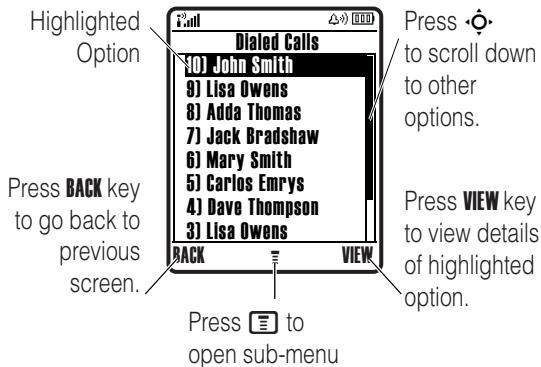 Highlighted
Option
Dialed Calls
10) John Smith
9) Lisa Owens
8) Adda Thomas
7) Jack Bradshaw
6) Mary Smith
5) Carlos Emrys
4) Dave Thompson
3) Lisa Owens
BACK
VIEW
Press
to scroll down
to other
options.
Press BACK key
to go back to
previous
screen.
Press VIEW key
to view details
of highlighted
option.
Press to
open sub-menu